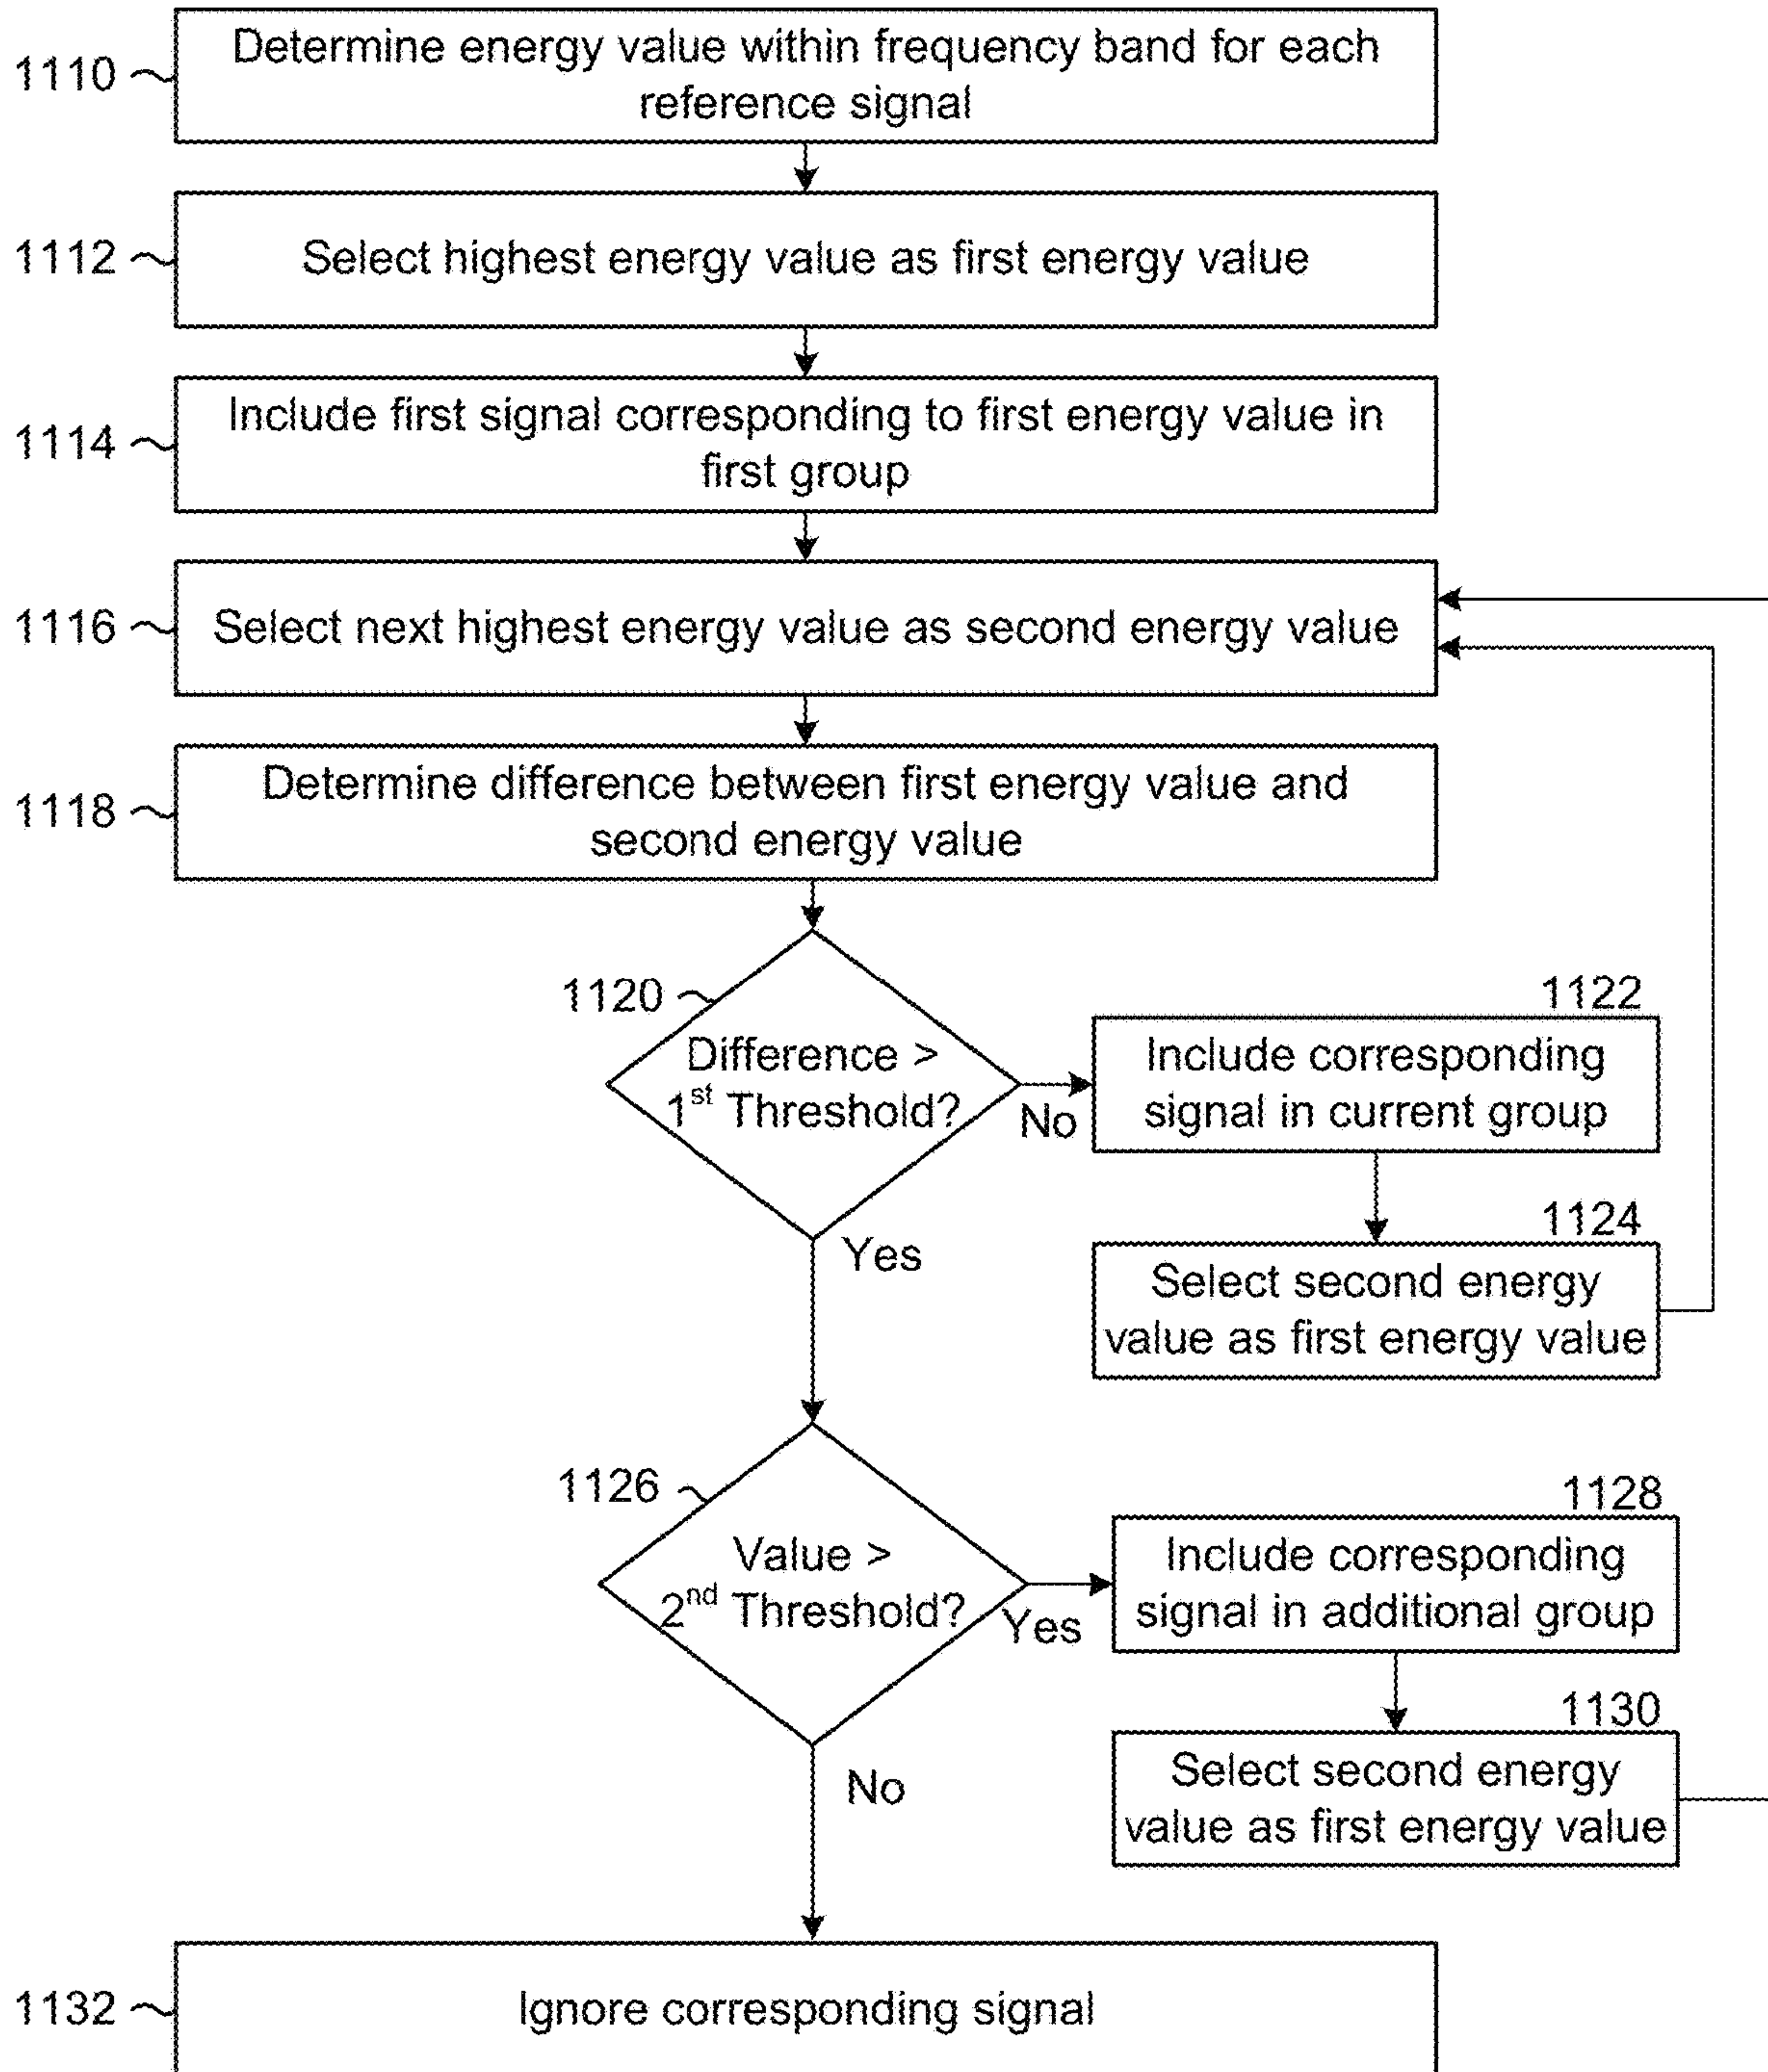 1110
Determine energy value within frequency band for each
reference signal
1112
Select highest energy value as first energy value
1114
Include first signal corresponding to first energy value in
first group
1116
Select next highest energy value as second energy value
1118
Determine difference between first energy value and
second energy value
1120
Difference >
1st Threshold?
No
Yes
1122
Include corresponding
signal in current group
1124
Select second energy
value as first energy value
1126
Value >
2nd Threshold?
Yes
No
1128
Include corresponding
signal in additional group
1130
Select second energy
value as first energy value
1132
Ignore corresponding signal